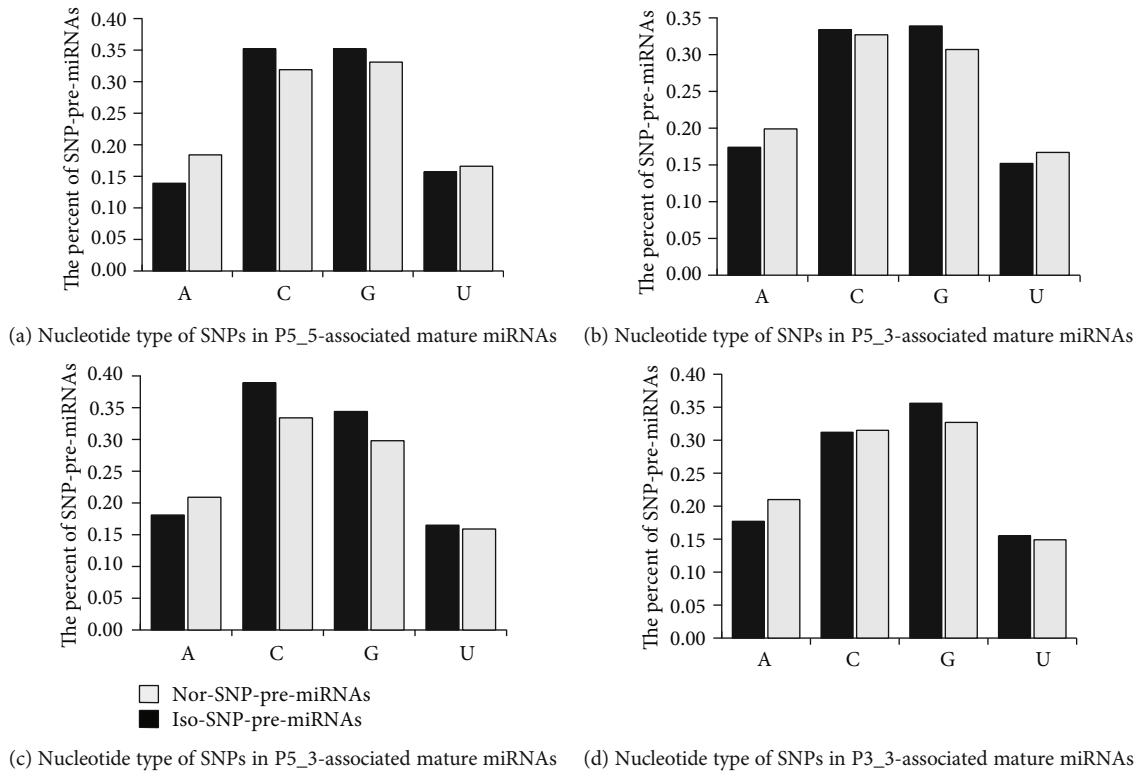 The percent of SNP-pre-miRNAs
0.40
0.35
0.30
0.25
0.20
0.15
0.10
0.05
0.00
A C G U
(a) Nucleotide type of SNPs in P5_5-associated mature miRNAs
The percent of SNP-pre-miRNAs
0.35
0.30
0.25
0.20
0.15
0.10
0.05
0.00
A C G U
(b) Nucleotide type of SNPs in P5_3-associated mature miRNAs
The percent of SNP-pre-miRNAs
0.40
0.35
0.30
0.25
0.20
0.15
0.10
0.05
0.00
A C G U
Nor-SNP-pre-miRNAs
Iso-SNP-pre-miRNAs
(c) Nucleotide type of SNPs in P5_3-associated mature miRNAs
The percent of SNP-pre-miRNAs
0.40
0.35
0.30
0.25
0.20
0.15
0.10
0.05
0.00
A C G U
(d) Nucleotide type of SNPs in P3_3-associated mature miRNAs